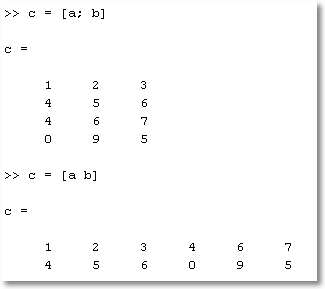 >> c = [a; b]
c =
1 2 3
4 5 6
4 6 7
0 9 5
>> c = [a b]
c =
1 2 3 4 6 7
4 5 6 0 9 5